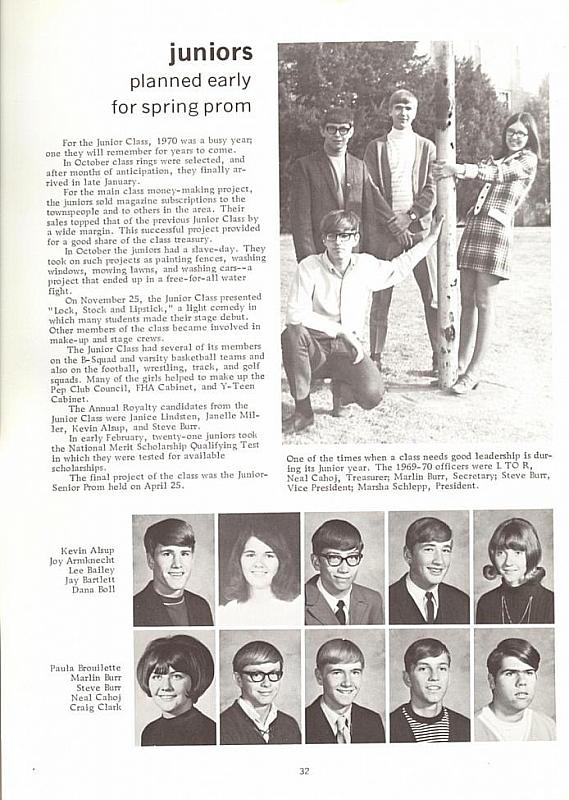 juniors
planned early
for spring prom
For the Junior Class, 1970 was a busy year;
one they will remember for years to come.
In October class rings were selected, and
after months of anticipation, they finally ar-
rived in late January.
For the main class money-making project,
the juniors sold magazine subscriptions to the
townspeople and to others in the area. Their
sales topped that of the previous Junior Class by
a wide margin. This successful project provided
for a good share of the class treasury.
In October the juniors had a slave-day. They
took on such projects as painting fences, washing
windows, mowing lawns, and washing cars--a
project that ended up in a free-for-all water
fight.
On November 25, the Junior Class presented
"Lock, Stock and Lipstick," a light comedy in
which many students made their stage debut.
Other members of the class became involved in
make-up and stage crews.
The Junior Class had several of its members
on the B-Squad and varsity basketball teams and
also on the football, wrestling, track, and golf
squads. Many of the girls helped to make up the
Pep Club Council, FHA Cabinet, and Y-Teen
Cabinet.
The Annual Royalty candidates from the
Junior Class were Janice Lindsten, Janelle Mil-
ler, Kevin Alsup, and Steve Burr.
In early February, twenty-one juniors took
the National Merit Scholarship Qualifying Test
in which they were tested for available
scholarships.
The final project of the class was the Junior-
Senior Prom held on April 25.
One of the times when a class needs good leadership is dur-
ing its Junior year. The 1969-70 officers were L TO R,
Neal Cahoj, Treasurer; Marlin Burr, Secretary; Steve Burr,
Vice President; Marsha Schlepp, President.
Kevin Alsup
Joy Armknecht
Lee Bailey
Jay Bartlett
Dana Boll
Paula Brouilette
Marlin Burr
Steve Burr
Neal Cahoj
Craig Clark
32